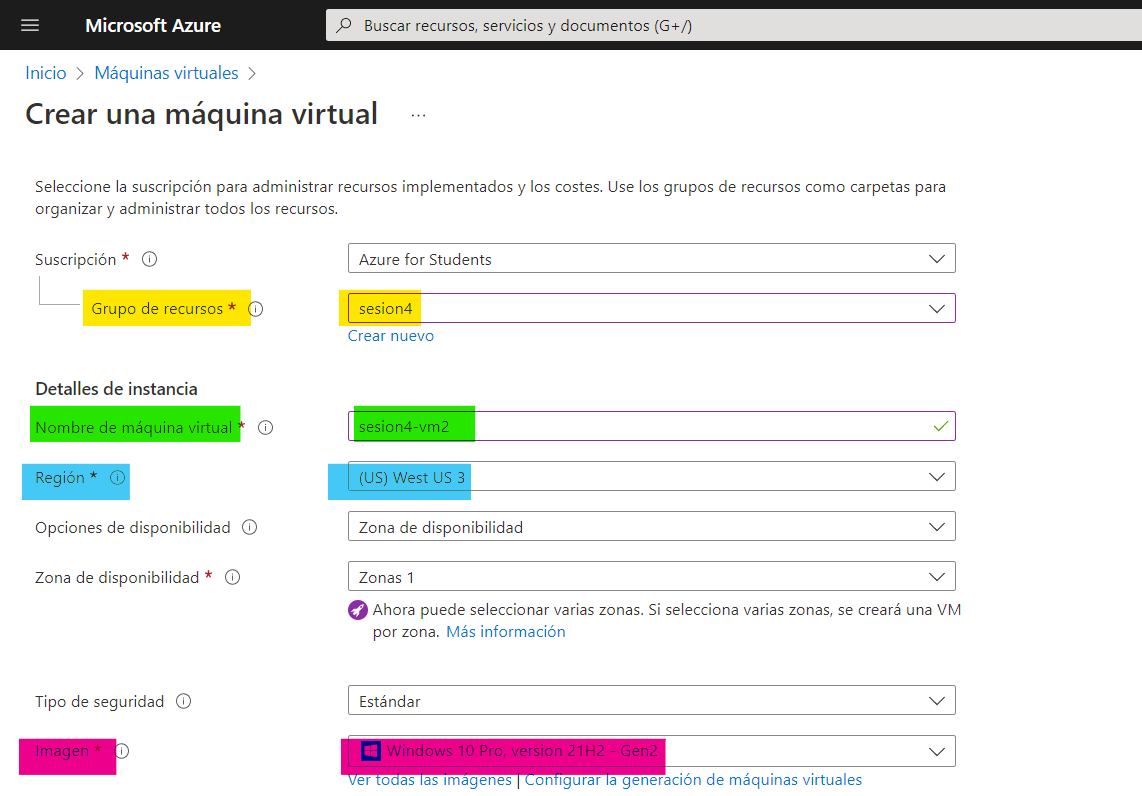 Microsoft Azure
Buscar recursos, servicios y documentos (G+/)
Inicio > Máquinas virtuales >
Crear una máquina virtual ...
Seleccione la suscripción para administrar recursos implementados y los costes. Use los grupos de recursos como carpetas para
organizar y administrar todos los recursos.
Suscripción * Azure for Students
Grupo de recursos * sesion4
Crear nuevo
Detalles de instancia
Nombre de máquina virtual * sesion4-vm2
Región * (US) West US 3
Opciones de disponibilidad Zona de disponibilidad
Zona de disponibilidad * Zonas 1
Ahora puede seleccionar varias zonas. Si selecciona varias zonas, se creará una VM
por zona. Más información
Tipo de seguridad Estándar
Imagen * Windows 10 Pro, version 21H2 - Gen2
Ver todas las imágenes | Configurar la generación de máquinas virtuales